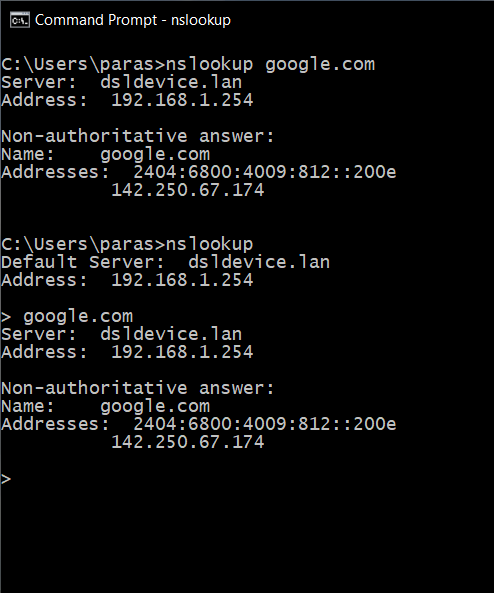 Command Prompt - nslookup
C:\Users\paras>nslookup google.com
Server:  dsldevice.lan
Address:  192.168.1.254
Non-authoritative answer:
Name:    google.com
Addresses:  2404:6800:4009:812::200e
          142.250.67.174
C:\Users\paras>nslookup
Default Server:  dsldevice.lan
Address:  192.168.1.254
> google.com
Server:  dsldevice.lan
Address:  192.168.1.254
Non-authoritative answer:
Name:    google.com
Addresses:  2404:6800:4009:812::200e
          142.250.67.174
>